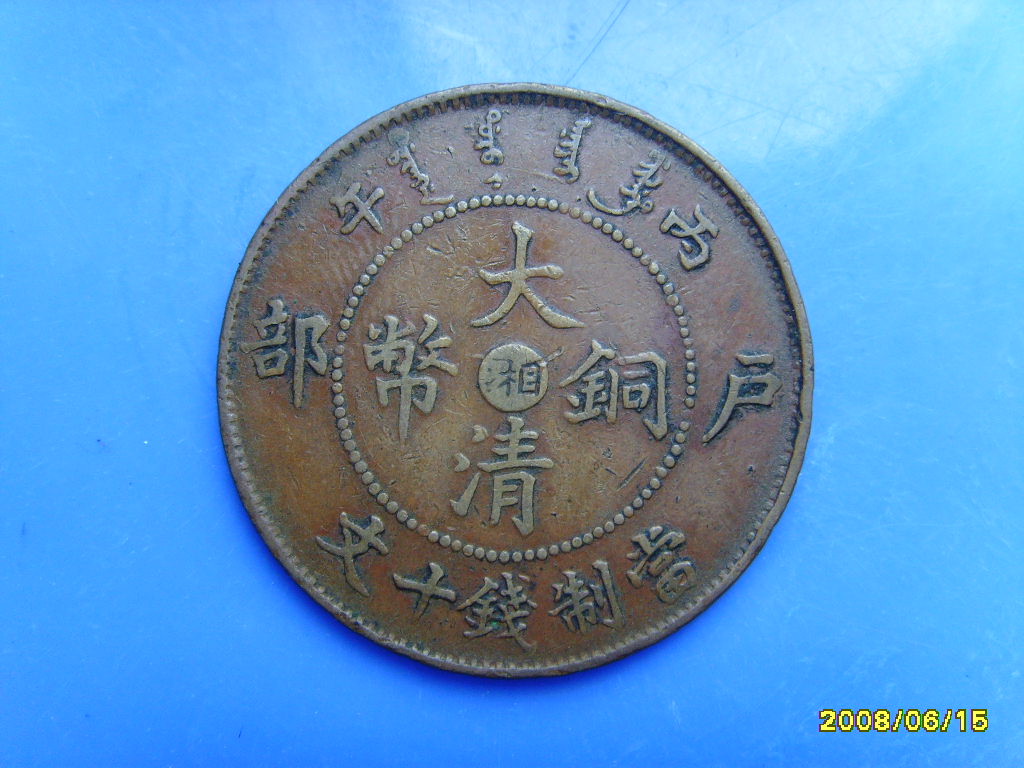 大清銅幣
湘
丙午
戶部
當制錢十文
2008/06/15